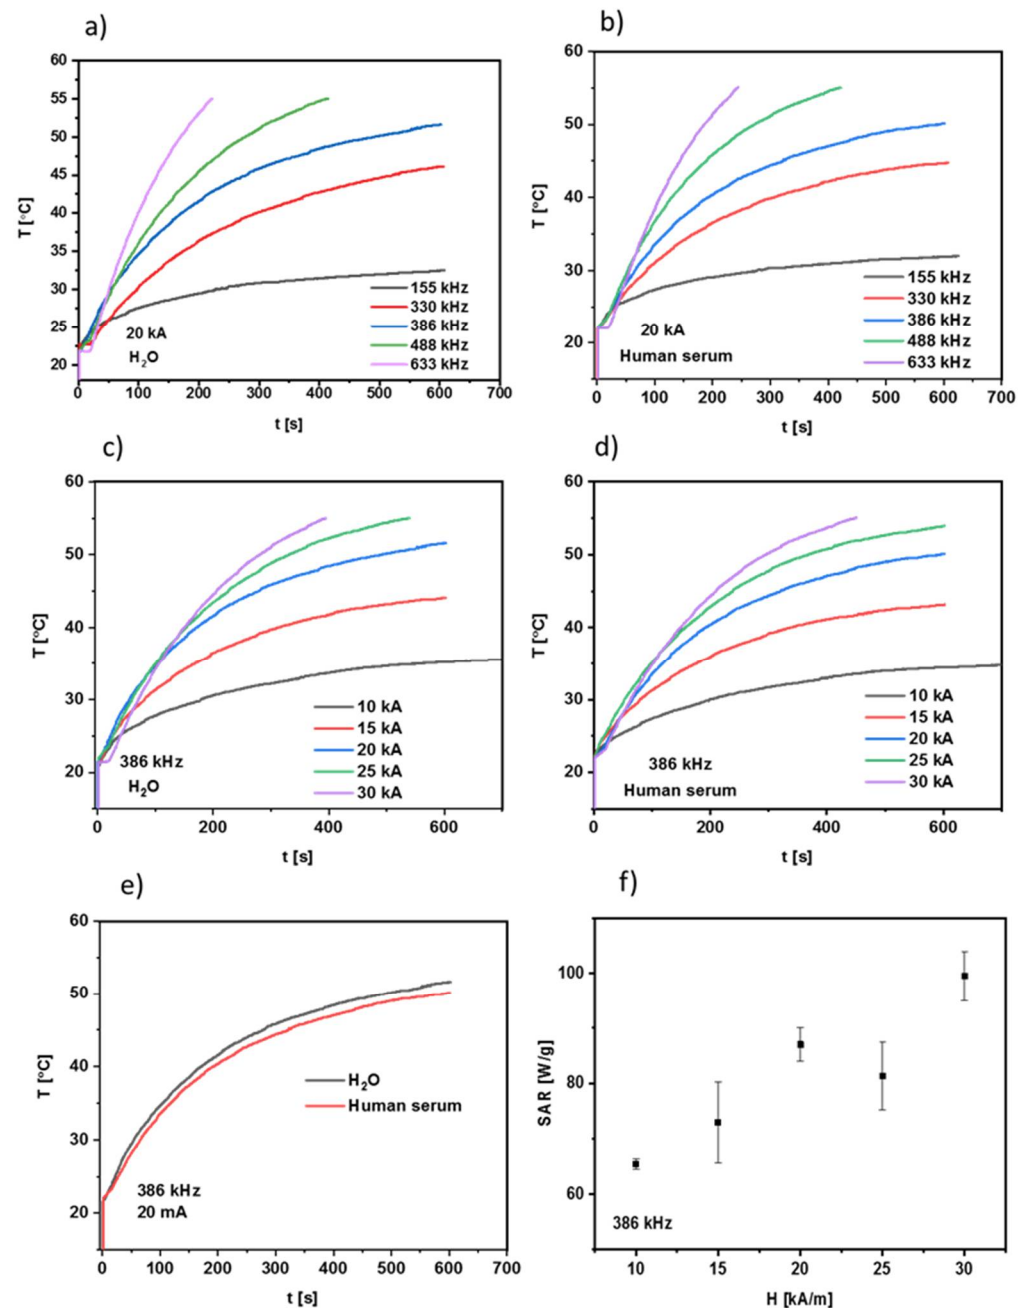 a)
60
55
50
45
40
35
30
25
20
T [◦C]
155 kHz
330 kHz
386 kHz
488 kHz
633 kHz
20 kA
H₂O
0 100 200 300 400 500 600 700
t [s]
b)
60
50
40
30
20
T [°C]
155 kHz
330 kHz
386 kHz
488 kHz
633 kHz
20 kA
Human serum
0 100 200 300 400 500 600 700
t [s]
c)
60
50
40
30
20
T [°C]
10 kA
15 kA
20 kA
25 kA
30 kA
386 kHz
H₂O
0 200 400 600
t [s]
d)
60
50
40
30
20
T [°C]
10 kA
15 kA
20 kA
25 kA
30 kA
386 kHz
Human serum
0 200 400 600
t [s]
e)
60
50
40
30
20
T [°C]
H₂O
Human serum
386 kHz
20 mA
0 100 200 300 400 500 600 700
t [s]
f)
100
80
60
SAR [W/g]
386 kHz
10 15 20 25 30
H [kA/m]